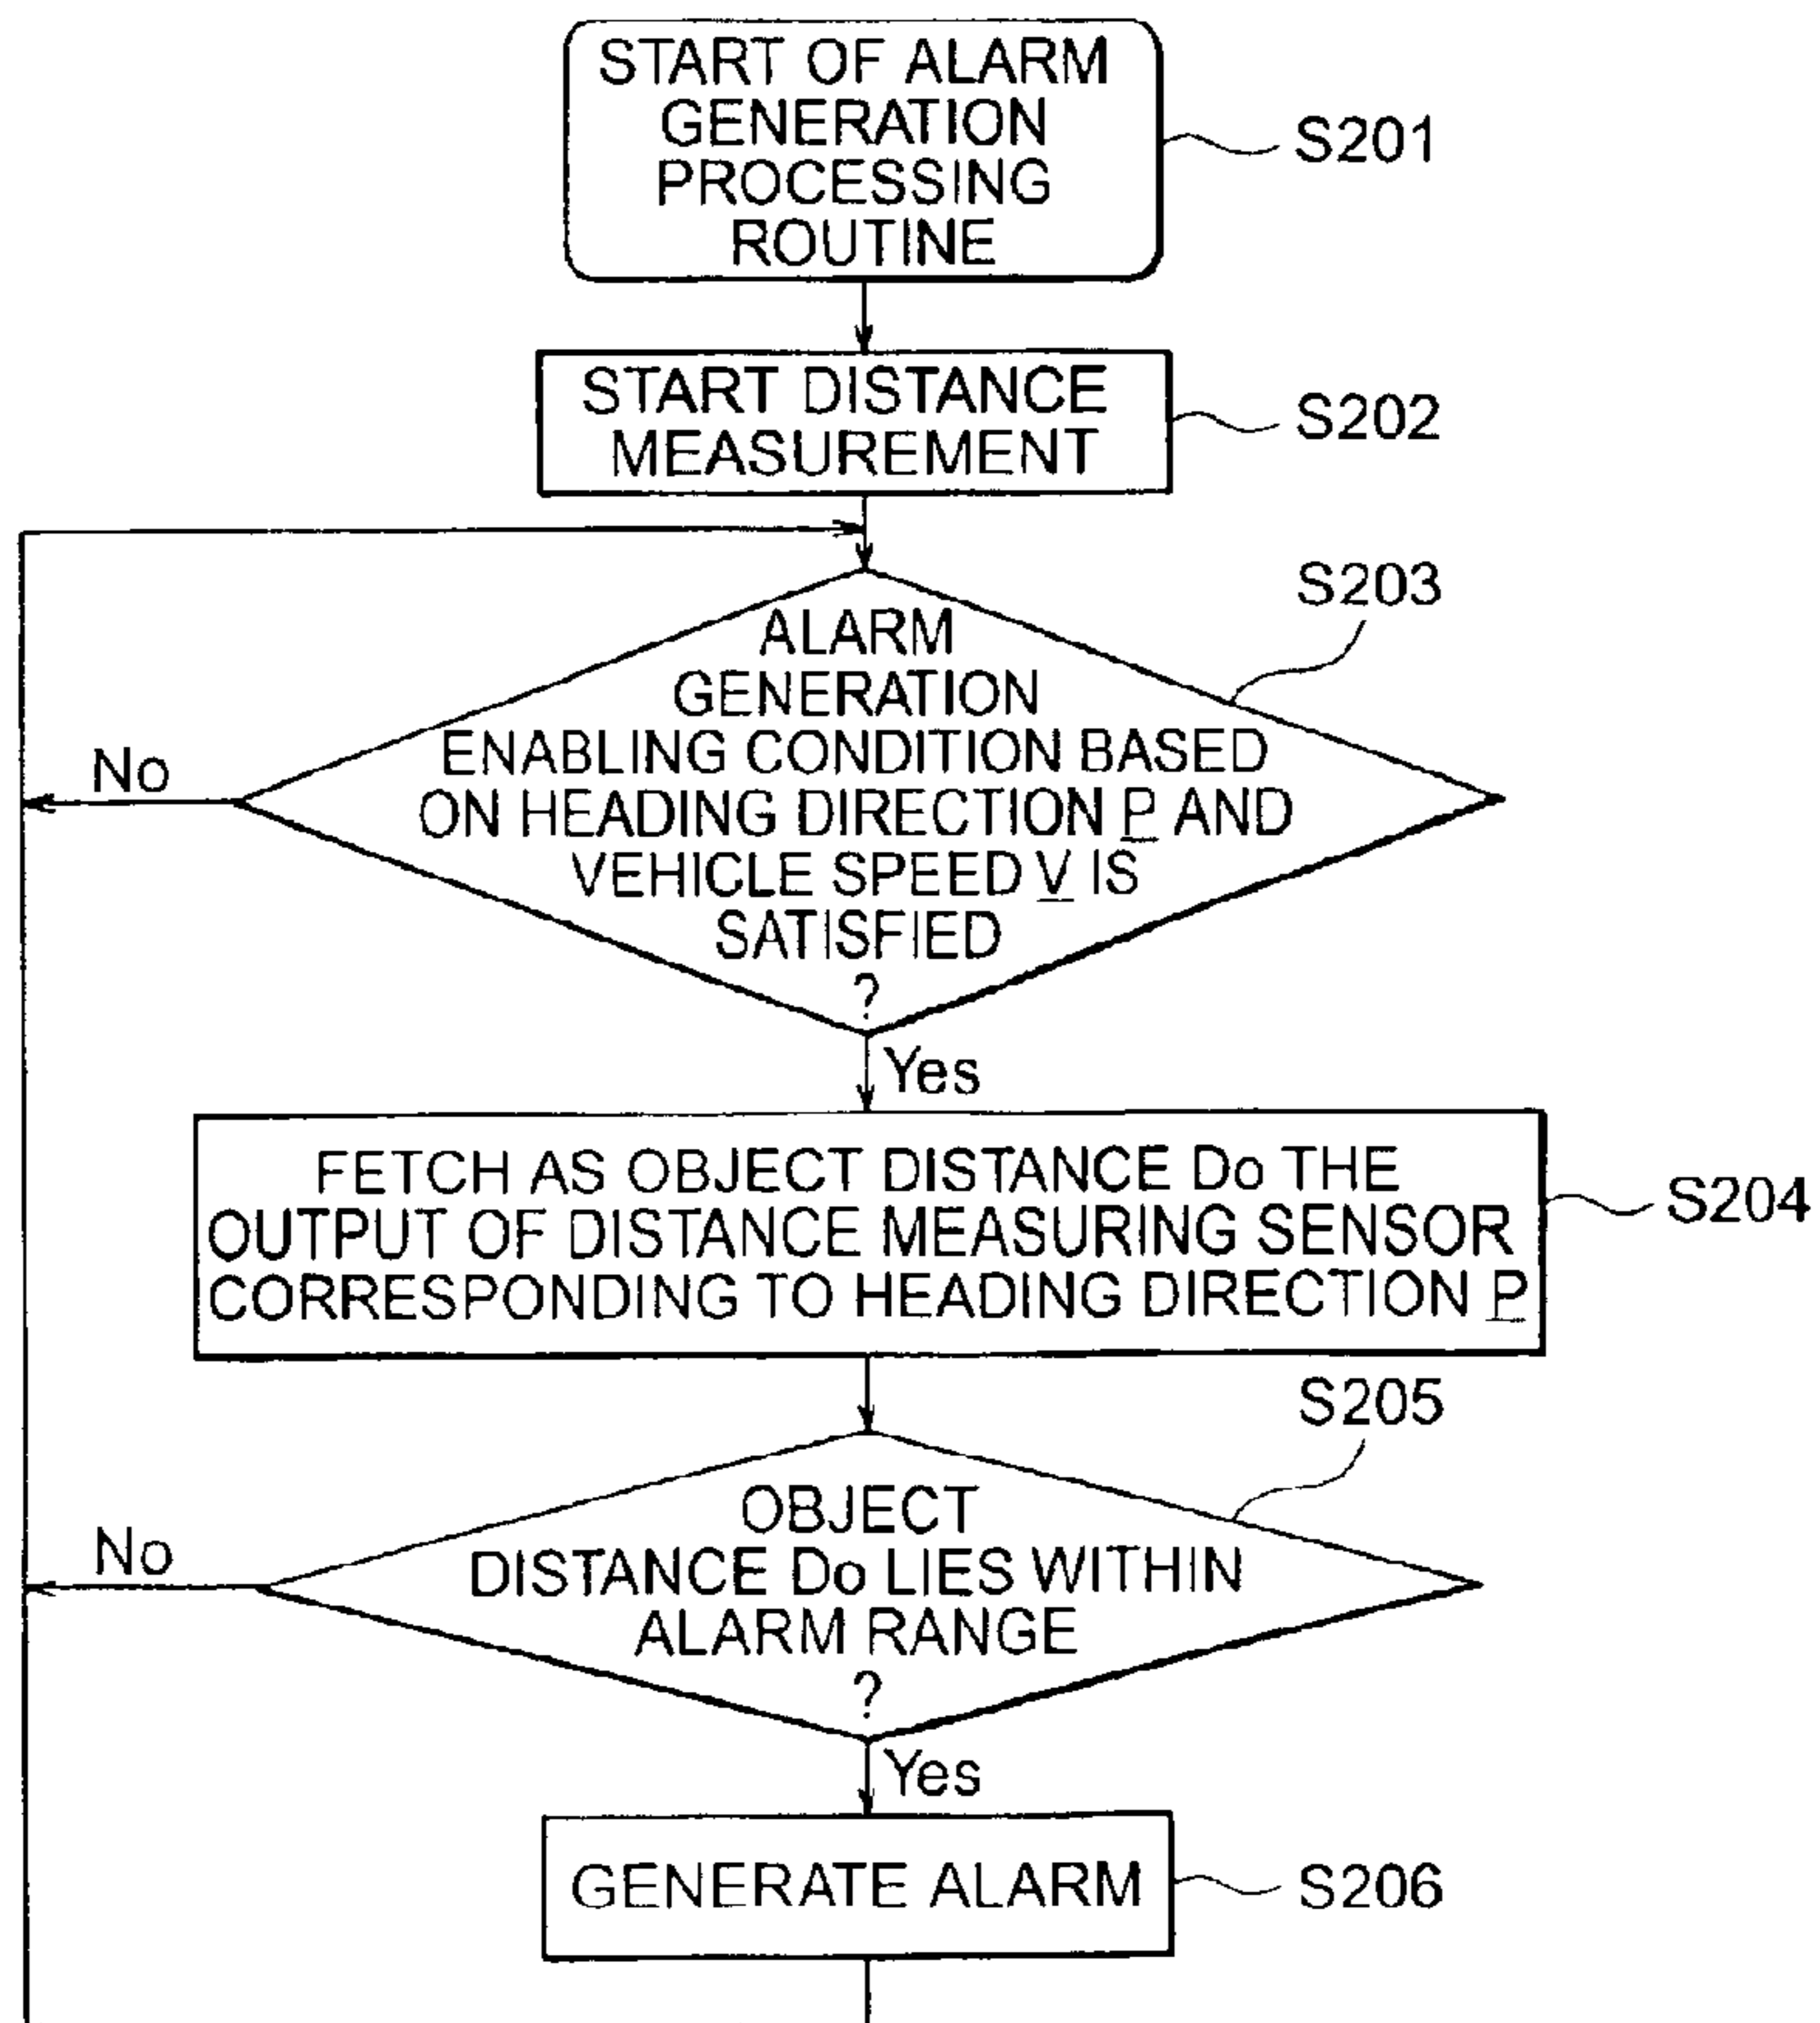 START OF ALARM
GENERATION
PROCESSING
ROUTINE
S201
START DISTANCE
MEASUREMENT
S202
S203
ALARM
GENERATION
ENABLING CONDITION BASED
ON HEADING DIRECTION P AND
VEHICLE SPEED V IS
SATISFIED
?
No
Yes
FETCH AS OBJECT DISTANCE Do THE
OUTPUT OF DISTANCE MEASURING SENSOR
CORRESPONDING TO HEADING DIRECTION P
S204
S205
OBJECT
DISTANCE Do LIES WITHIN
ALARM RANGE
?
No
Yes
GENERATE ALARM
S206